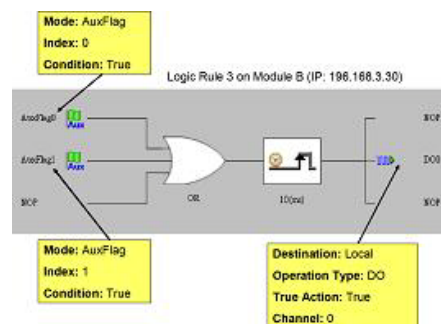 Mode: AuxFlag
Index: 0
Condition: True
Logic Rule 3 on Module B (IP: 196.168.3.30)
AuxFlag0
Aux
NOP
AuxFlag1
Aux
DO0
NOP
OR
10(ms)
NOP
Mode: AuxFlag
Index: 1
Condition: True
Destination: Local
Operation Type: DO
True Action: True
Channel: 0